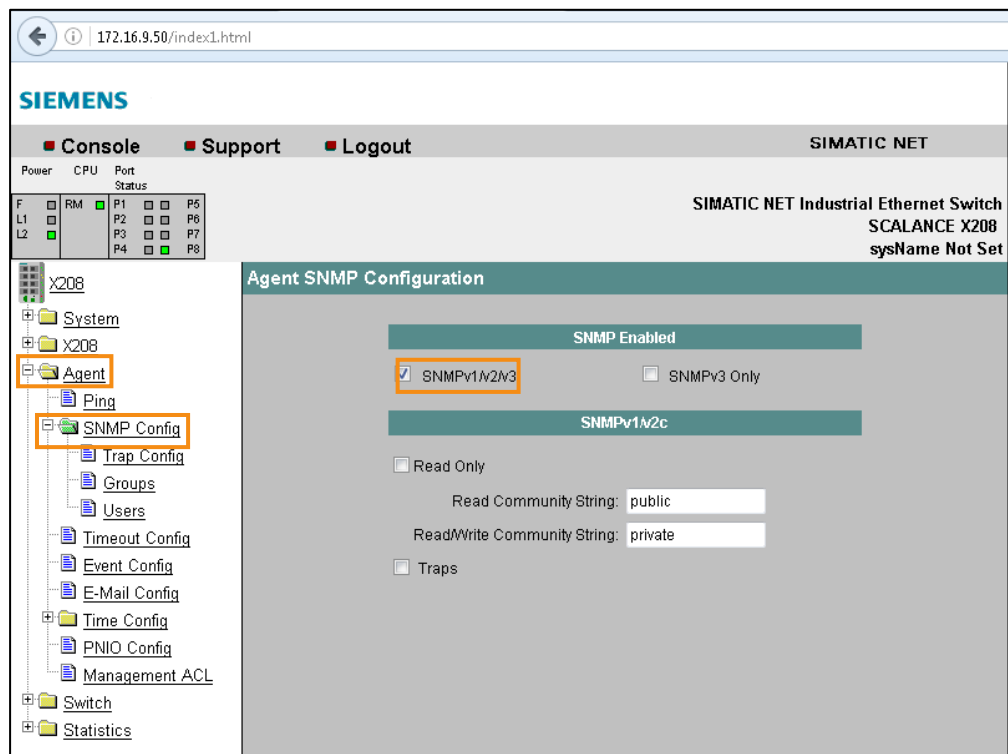 172.16.9.50/index1.html
SIEMENS
Console Support Logout SIMATIC NET
Power CPU Port Status
F RM P1 P5
L1 P2 P6
L2 P3 P7
P4 P8
SIMATIC NET Industrial Ethernet Switch
SCALANCE X208
sysName Not Set
X208
System
X208
Agent
Ping
SNMP Config
Trap Config
Groups
Users
Timeout Config
Event Config
E-Mail Config
Time Config
PNIO Config
Management ACL
Switch
Statistics
Agent SNMP Configuration
SNMP Enabled
SNMPv1/v2/v3 SNMPv3 Only
SNMPv1/v2c
Read Only
Read Community String: public
Read/Write Community String: private
Traps